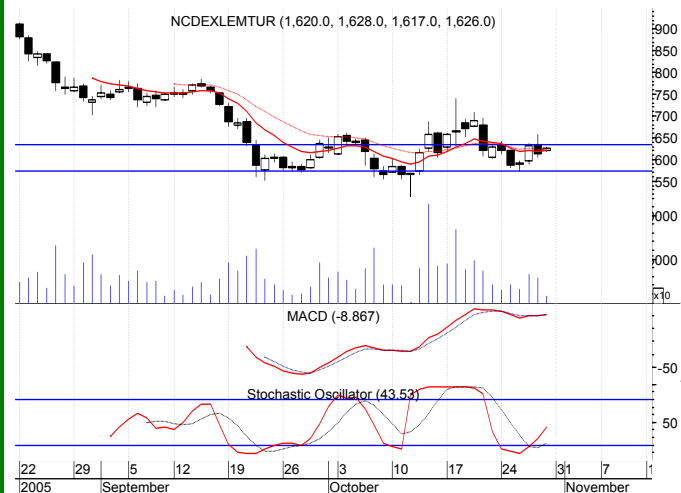 NCDEXLEMTUR (1,620.0, 1,628.0, 1,617.0, 1,626.0)
900
850
800
750
700
650
600
550
000
000
x10
MACD (-8.867)
-50
Stochastic Oscillator (43.53)
50
22 29 5 12 19 26 3 10 17 24 31 7 1
2005 September October November